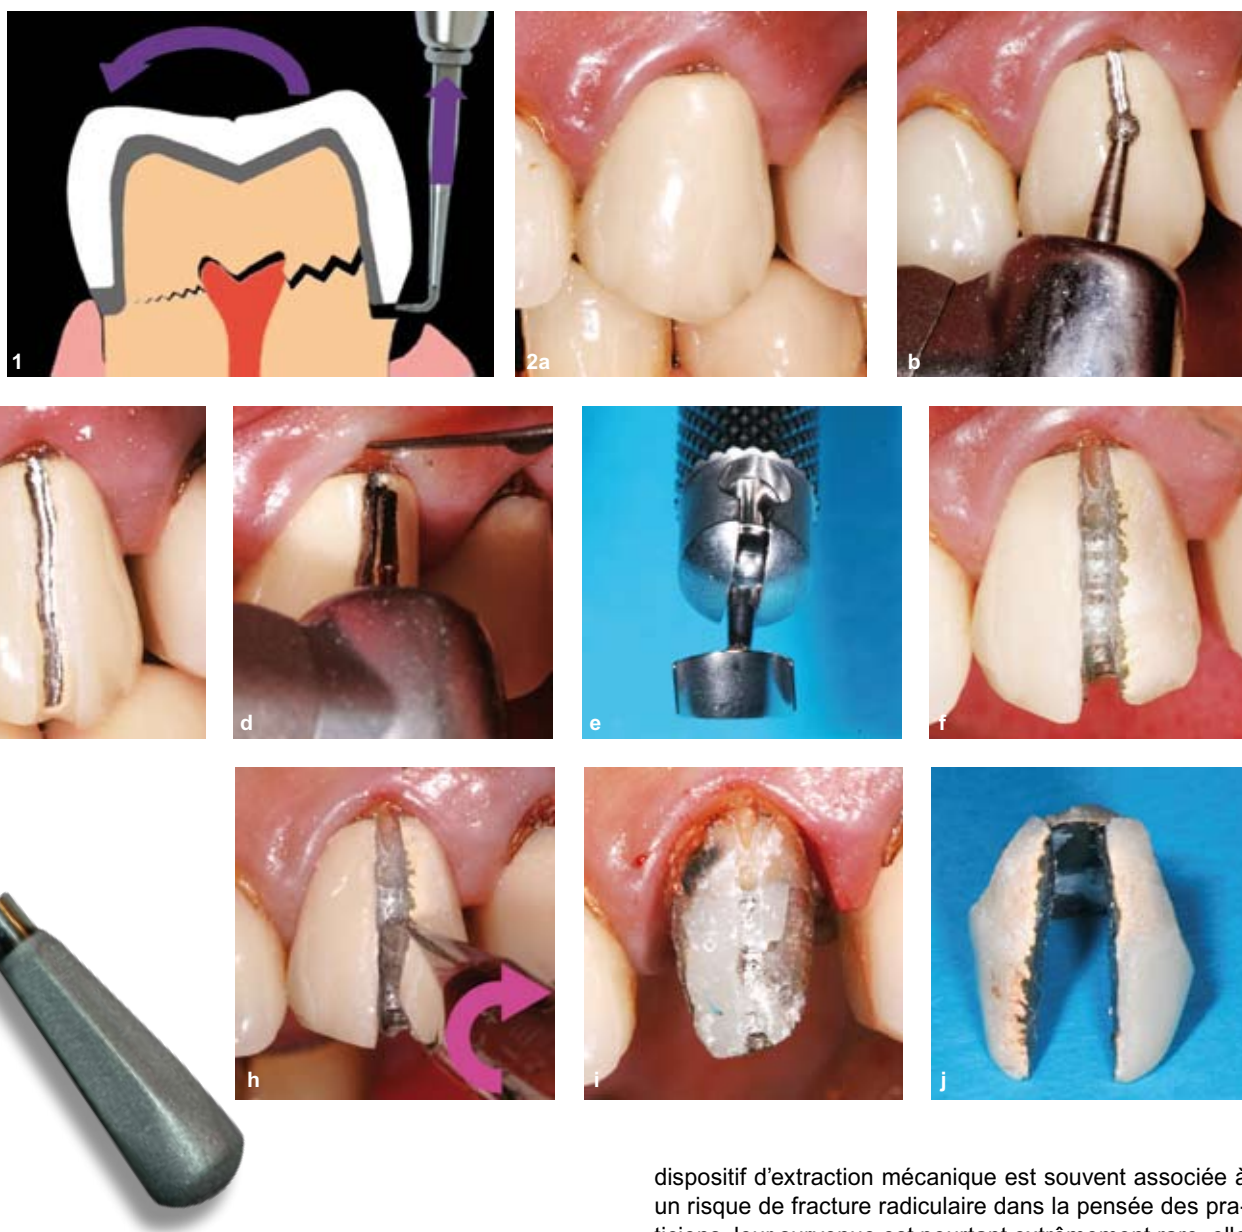 1
2a
b
d
e
f
h
i
j
dispositif d'extraction mécanique est souvent associée à
un risque de fracture radiculaire dans la pensée des pra-